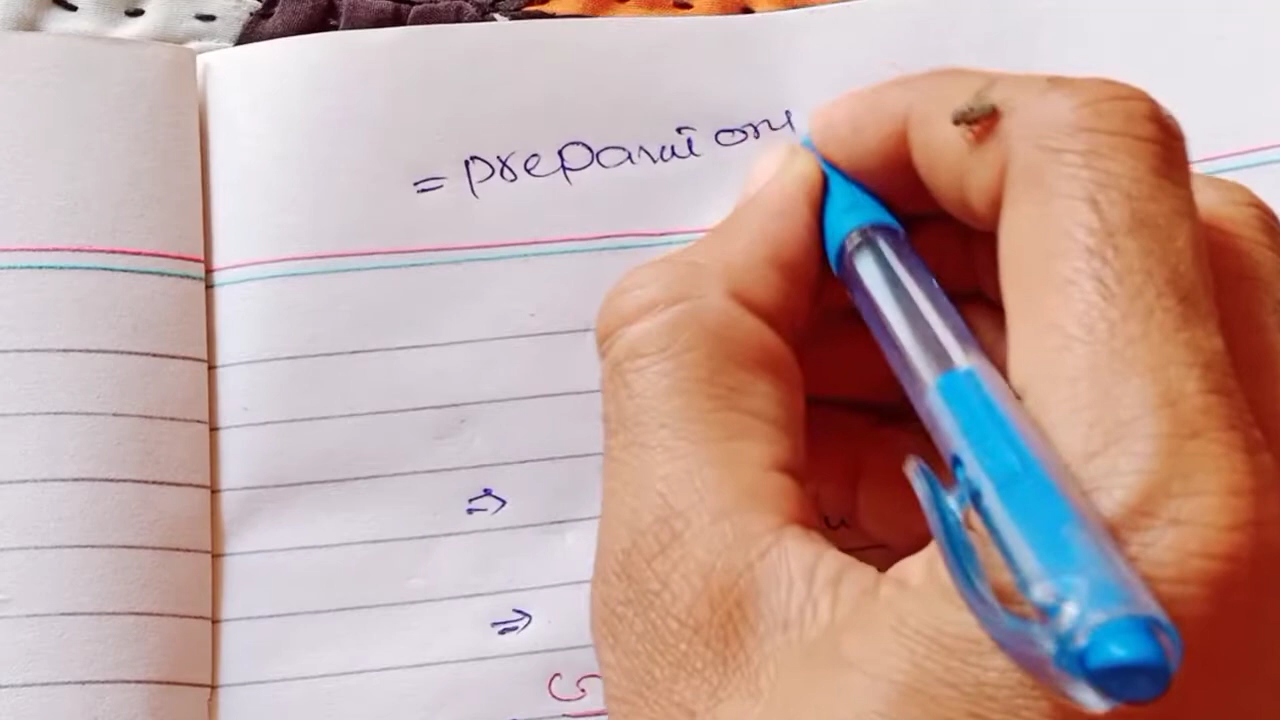 = preparation
⇒
⇒